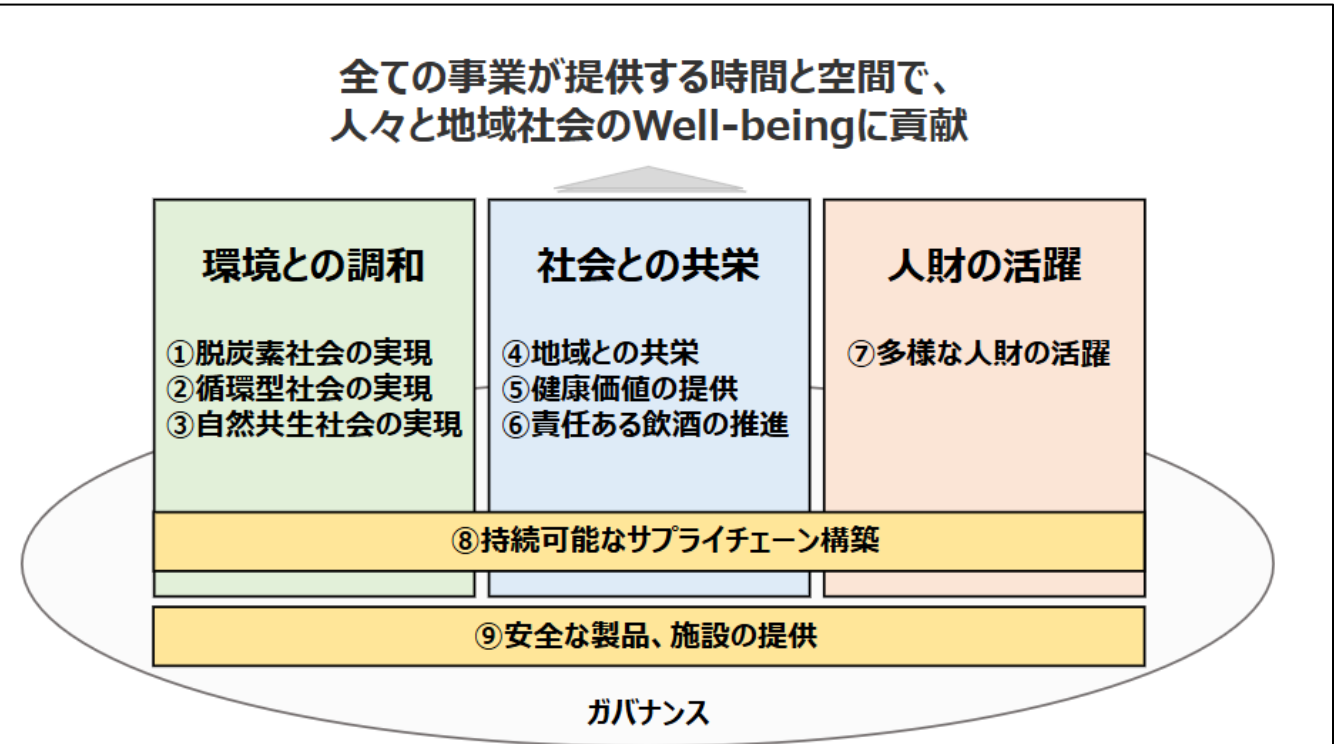 全ての事業が提供する時間と空間で、
人々と地域社会のWell-beingに貢献
環境との調和
①脱炭素社会の実現
②循環型社会の実現
③自然共生社会の実現
社会との共栄
④地域との共栄
⑤健康価値の提供
⑥責任ある飲酒の推進
人財の活躍
⑦多様な人財の活躍
⑧持続可能なサプライチェーン構築
⑨安全な製品、施設の提供
ガバナンス